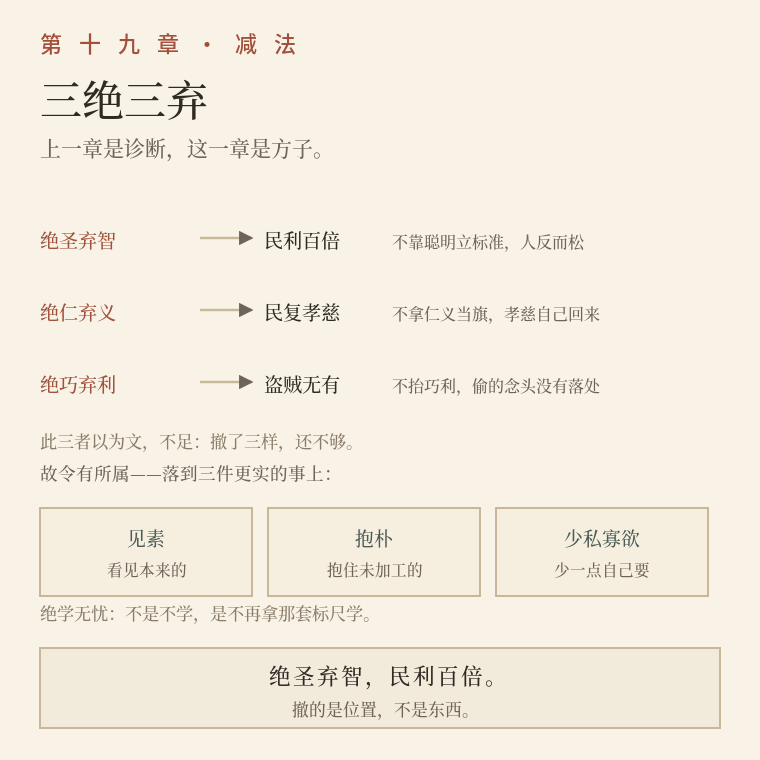 第十九章·减法
三绝三弃
上一章是诊断，这一章是方子。
绝圣弃智 民利百倍 不靠聪明立标准，人反而松
绝仁弃义 民复孝慈 不拿仁义当旗，孝慈自己回来
绝巧弃利 盗贼无有 不抬巧利，偷的念头没有落处
此三者以为文，不足：撤了三样，还不够。
故令有所属——落到三件更实的事上：
见素 抱朴 少私寡欲
看见本来的 抱住未加工的 少一点自己要
绝学无忧：不是不学，是不再拿那套标尺学。
绝圣弃智，民利百倍。
撤的是位置，不是东西。